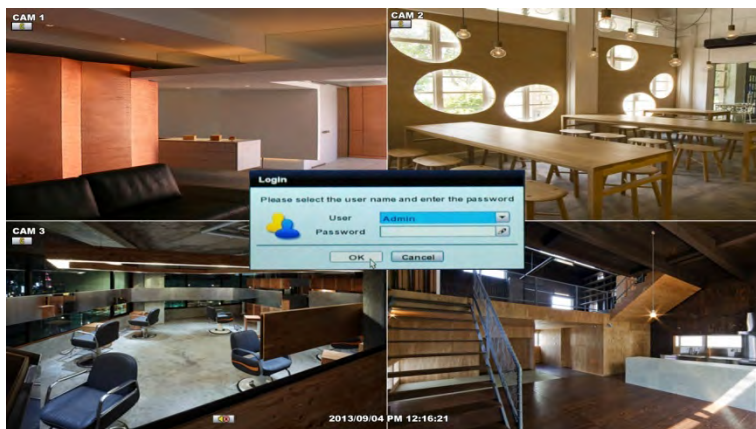 CAM 1
CAM 2
Login
Please select the user name and enter the password
User Admin
Password
OK Cancel
CAM 3
2013/09/04 PM 12:16:21